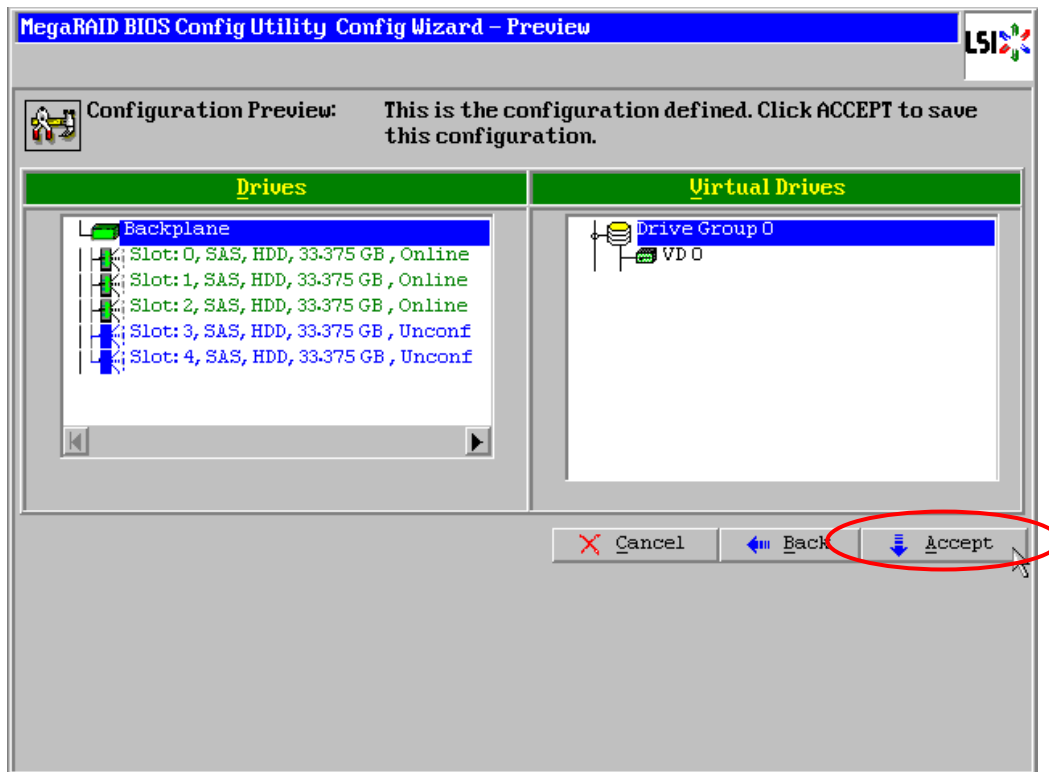 MegaRAID BIOS Config Utility Config Wizard – Preview
LSI
Configuration Preview: This is the configuration defined. Click ACCEPT to save
this configuration.
Drives
Backplane
Slot: 0, SAS, HDD, 33.375 GB , Online
Slot: 1, SAS, HDD, 33.375 GB , Online
Slot: 2, SAS, HDD, 33.375 GB , Online
Slot: 3, SAS, HDD, 33.375 GB , Unconf
Slot: 4, SAS, HDD, 33.375 GB , Unconf
Virtual Drives
Drive Group 0
VD 0
Cancel
Back
Accept